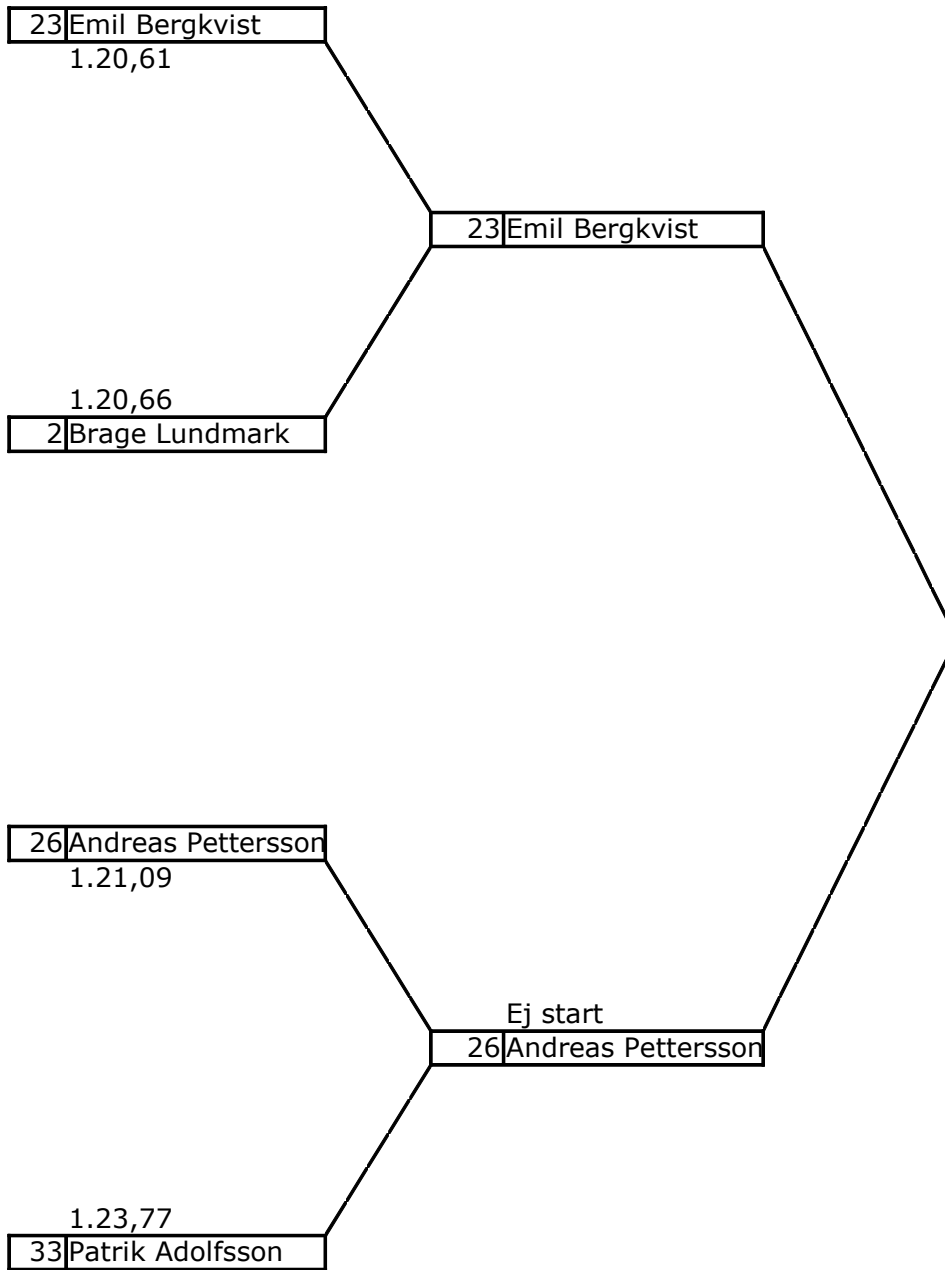 23 Emil Bergkvist
1.20,61
23 Emil Bergkvist
1.20,66
2 Brage Lundmark
26 Andreas Pettersson
1.21,09
Ej start
26 Andreas Pettersson
1.23,77
33 Patrik Adolfsson